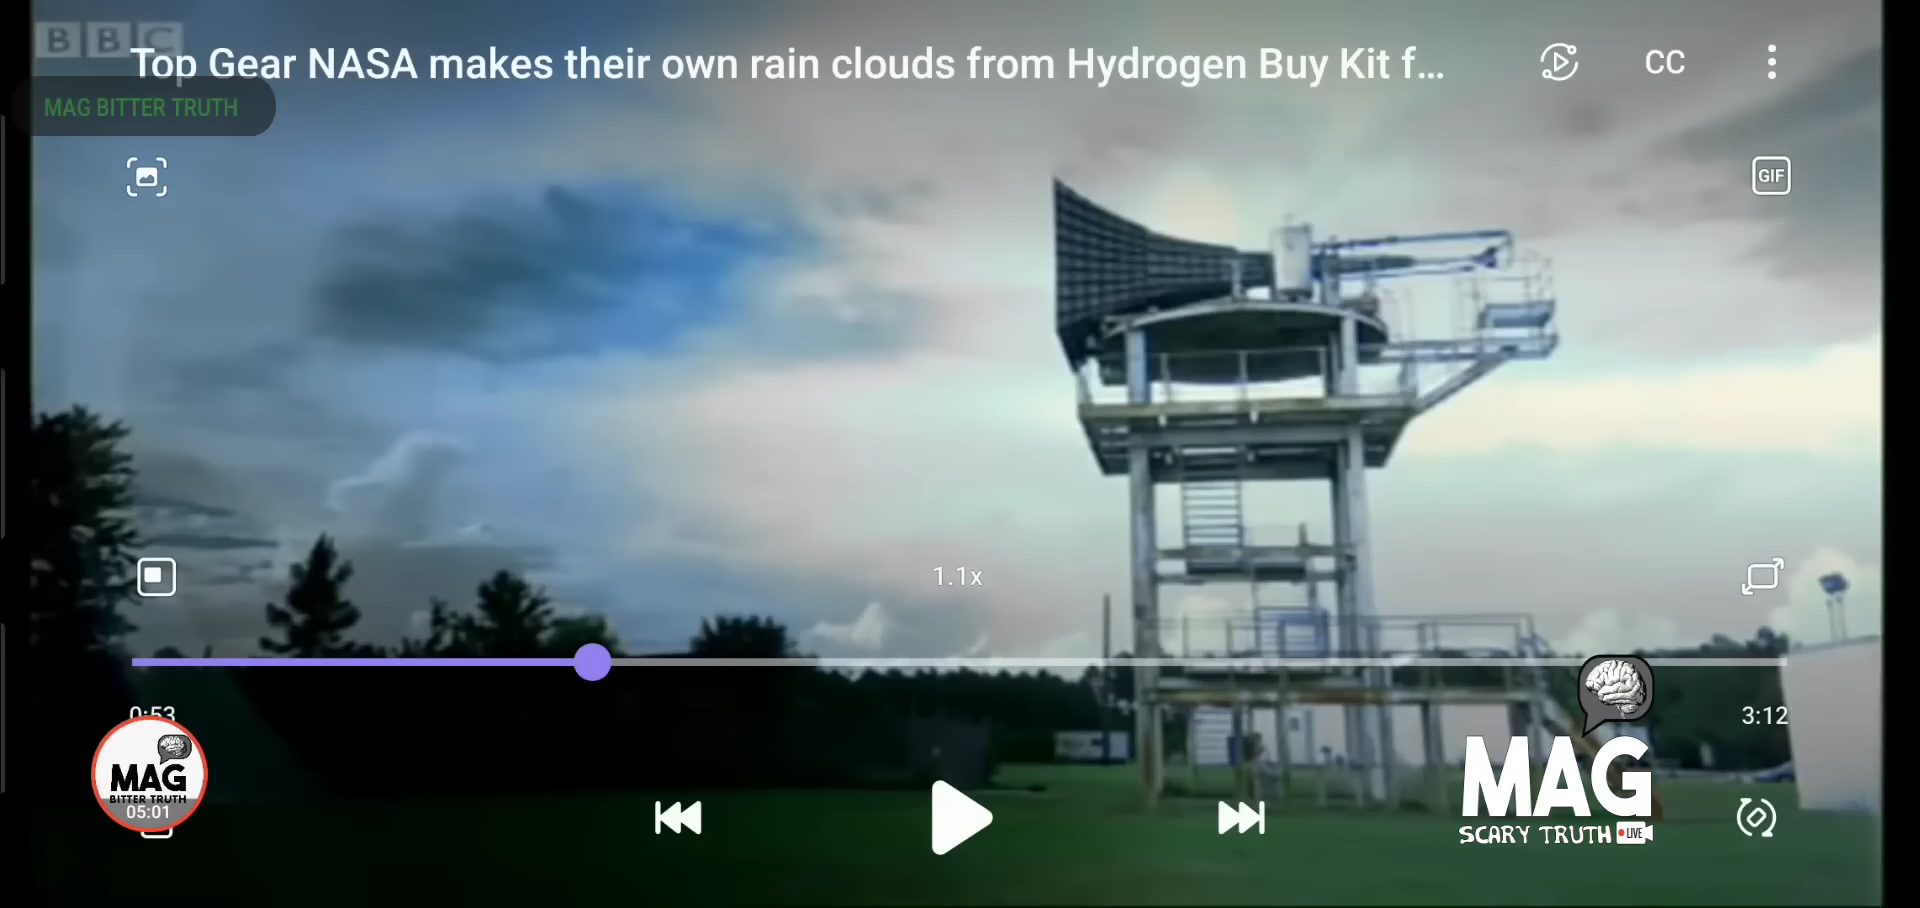 BBC
Top Gear NASA makes their own rain clouds from Hydrogen Buy Kit f...
CC
MAG BITTER TRUTH
GIF
1.1x
0:53
3:12
MAG
BITTER TRUTH
05:01
MAG
SCARY TRUTH LIVE